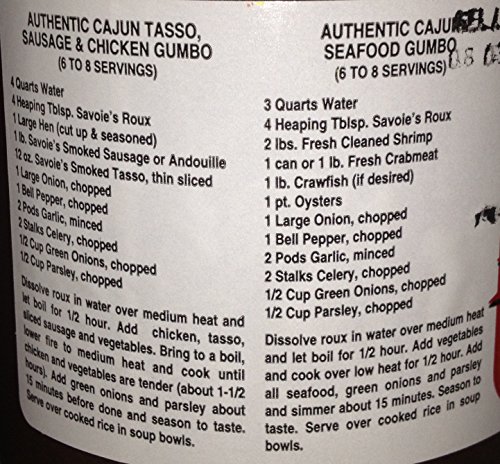 AUTHENTIC CAJUN TASSO,
SAUSAGE & CHICKEN GUMBO
(6 TO 8 SERVINGS)
4 Quarts Water
4 Heaping Tblsp. Savoie's Roux
1 Large Hen (cut up & seasoned)
1 lb. Savoie's Smoked Sausage or Andouille
12 oz. Savoie's Smoked Tasso, thin sliced
1 Large Onion, chopped
1 Bell Pepper, chopped
2 Pods Garlic, minced
2 Stalks Celery, chopped
1/2 Cup Green Onions, chopped
1/2 Cup Parsley, chopped
Dissolve roux in water over medium heat and
let boil for 1/2 hour. Add chicken, tasso,
sliced sausage and vegetables. Bring to a boil,
lower fire to medium heat and cook until
chicken and vegetables are tender (about 1-1/2
hours). Add green onions and parsley about
15 minutes before done and season to taste.
Serve over cooked rice in soup bowls.
AUTHENTIC CAJUN
SEAFOOD GUMBO
(6 TO 8 SERVINGS)
3 Quarts Water
4 Heaping Tblsp. Savoie's Roux
2 lbs. Fresh Cleaned Shrimp
1 can or 1 lb. Fresh Crabmeat
1 lb. Crawfish (if desired)
1 pt. Oysters
1 Large Onion, chopped
1 Bell Pepper, chopped
2 Pods Garlic, minced
2 Stalks Celery, chopped
1/2 Cup Green Onions, chopped
1/2 Cup Parsley, chopped
Dissolve roux in water over medium heat
and let boil for 1/2 hour. Add vegetables
and cook over low heat for 1/2 hour. Add
all seafood, green onions and parsley
and simmer about 15 minutes. Season to
taste. Serve over cooked rice in soup
bowls.